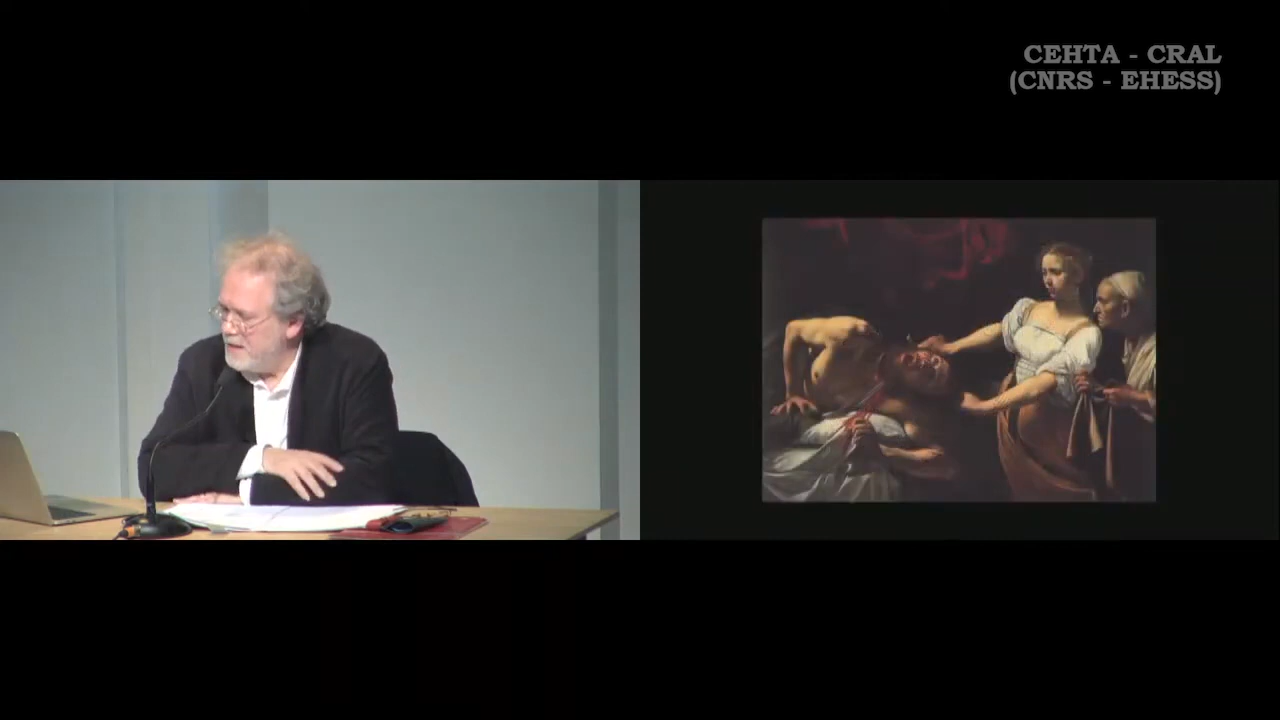 CEHTA - CRAL
(CNRS - EHESS)